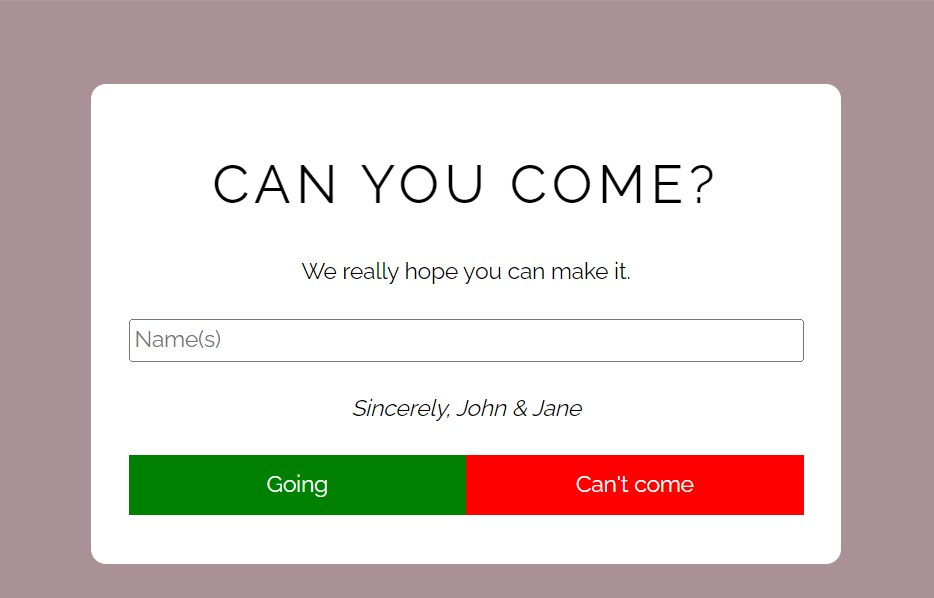 CAN YOU COME?
We really hope you can make it.
Name(s)
Sincerely, John & Jane
Going
Can't come